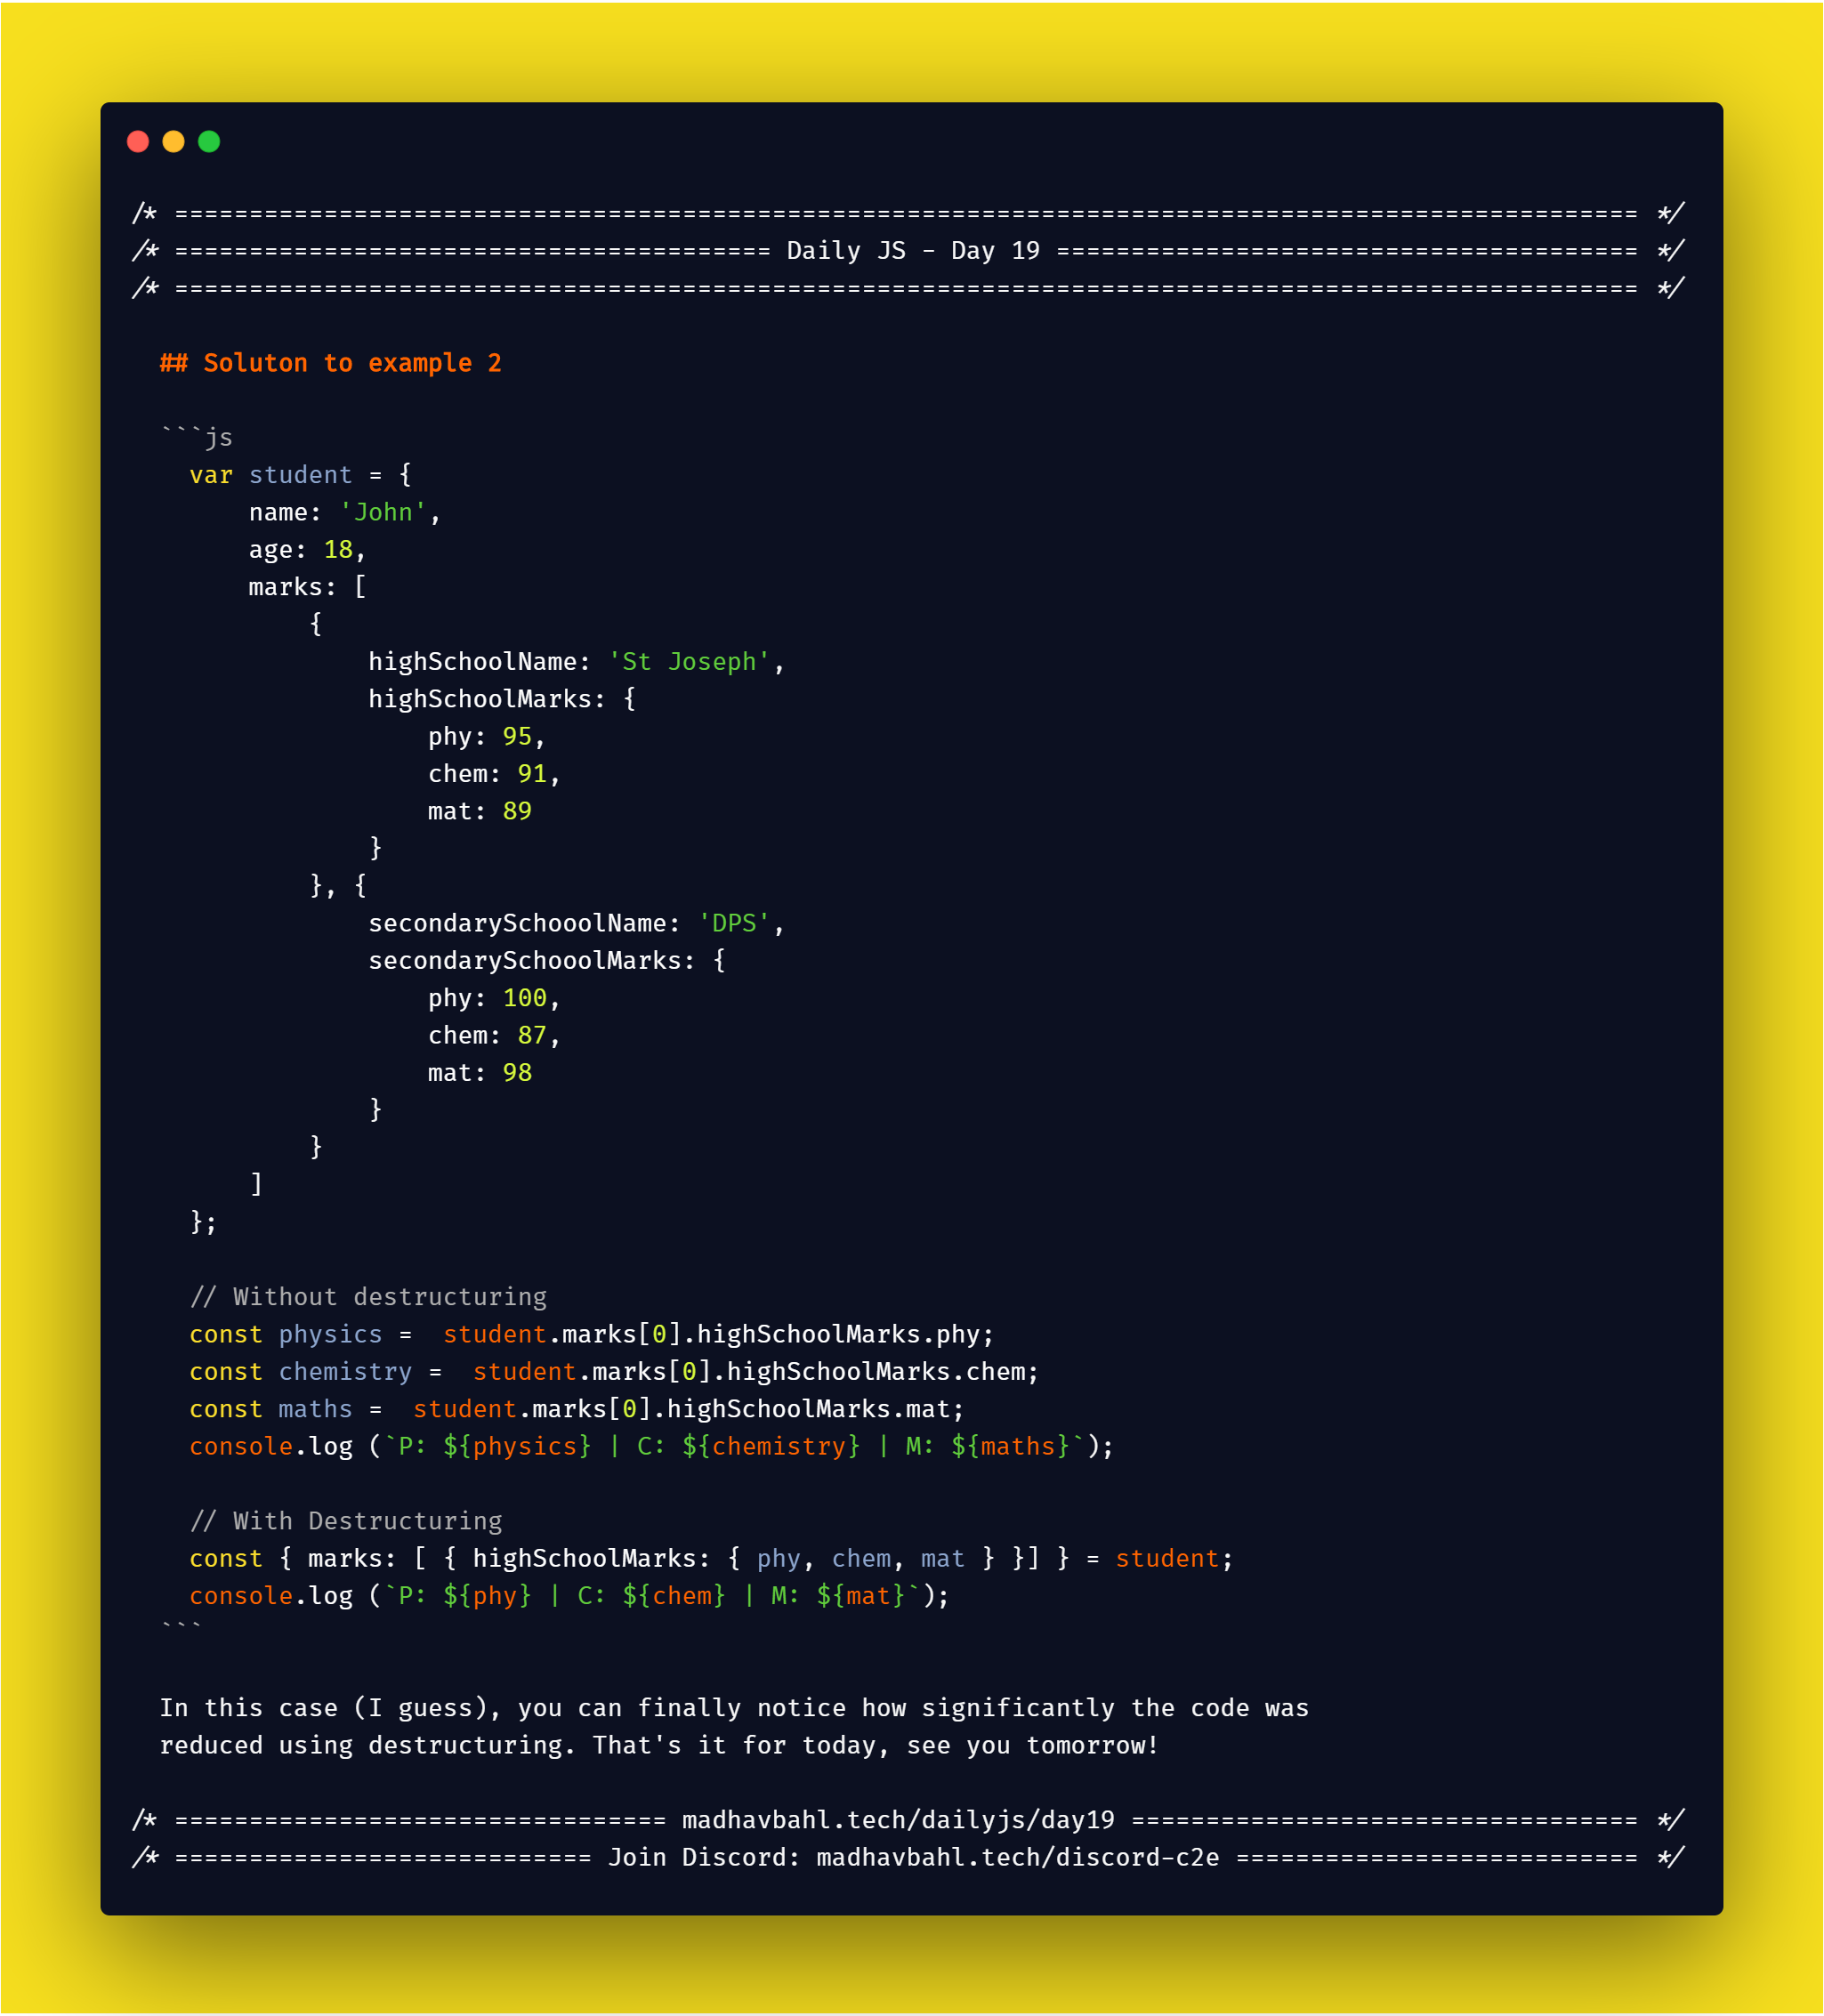 /* ================================================================================================== */
/* ======================================== Daily JS - Day 19 ======================================= */
/* ================================================================================================== */
## Soluton to example 2
```js
var student = {
name: 'John',
age: 18,
marks: [
{
highSchoolName: 'St Joseph',
highSchoolMarks: {
phy: 95,
chem: 91,
mat: 89
}
}, {
secondarySchooolName: 'DPS',
secondarySchooolMarks: {
phy: 100,
chem: 87,
mat: 98
}
}
]
};
// Without destructuring
const physics =  student.marks[0].highSchoolMarks.phy;
const chemistry =  student.marks[0].highSchoolMarks.chem;
const maths =  student.marks[0].highSchoolMarks.mat;
console.log (`P: ${physics} | C: ${chemistry} | M: ${maths}`);
// With Destructuring
const { marks: [ { highSchoolMarks: { phy, chem, mat } }] } = student;
console.log (`P: ${phy} | C: ${chem} | M: ${mat}`);
```
In this case (I guess), you can finally notice how significantly the code was
reduced using destructuring. That's it for today, see you tomorrow!
/* ================================= madhavbahl.tech/dailyjs/day19 ================================== */
/* ============================ Join Discord: madhavbahl.tech/discord-c2e =========================== */